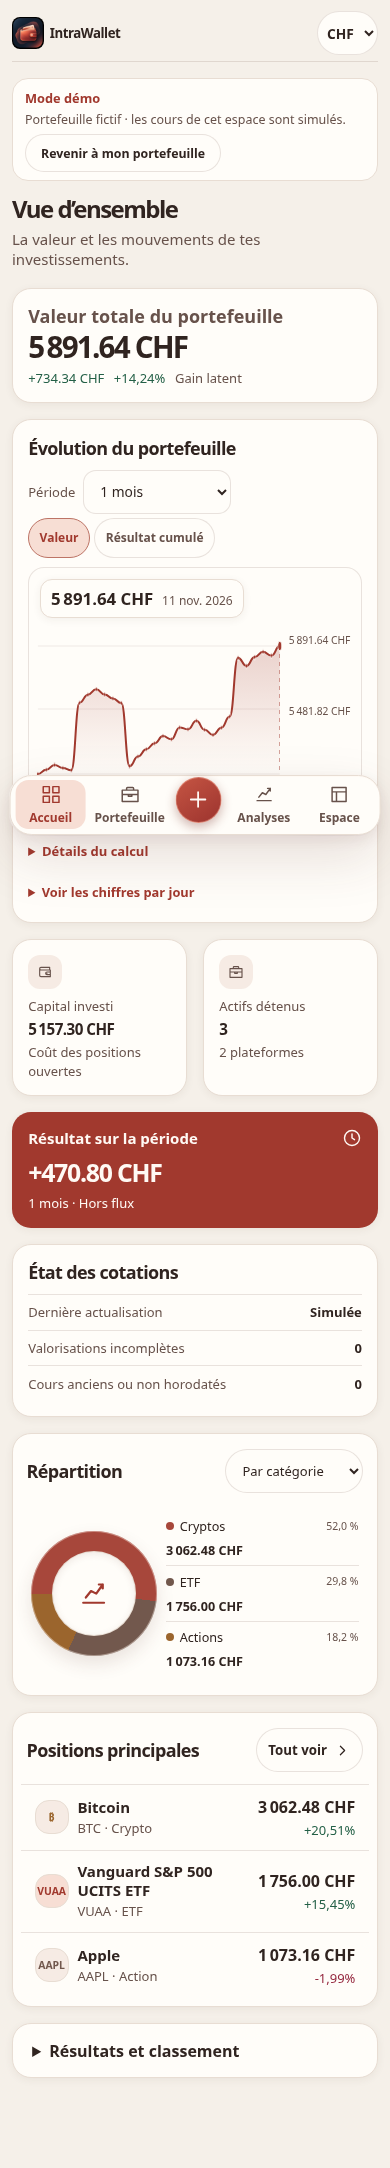 IntraWallet
CHF
Mode démo
Portefeuille fictif · les cours de cet espace sont simulés.
Revenir à mon portefeuille
Vue d’ensemble
La valeur et les mouvements de tes
investissements.
Valeur totale du portefeuille
5 891.64 CHF
+734.34 CHF +14,24% Gain latent
Évolution du portefeuille
Période 1 mois
Valeur Résultat cumulé
5 891.64 CHF 11 nov. 2026
5 891.64 CHF
5 481.82 CHF
Accueil Portefeuille Analyses Espace
Détails du calcul
Voir les chiffres par jour
Capital investi
5 157.30 CHF
Coût des positions
ouvertes
Actifs détenus
3
2 plateformes
Résultat sur la période
+470.80 CHF
1 mois · Hors flux
État des cotations
Dernière actualisation Simulée
Valorisations incomplètes 0
Cours anciens ou non horodatés 0
Répartition Par catégorie
Cryptos 52,0 %
3 062.48 CHF
ETF 29,8 %
1 756.00 CHF
Actions 18,2 %
1 073.16 CHF
Positions principales Tout voir
Bitcoin 3 062.48 CHF
BTC · Crypto +20,51%
VUAA
Vanguard S&P 500
UCITS ETF 1 756.00 CHF
VUAA · ETF +15,45%
AAPL
Apple 1 073.16 CHF
AAPL · Action -1,99%
Résultats et classement